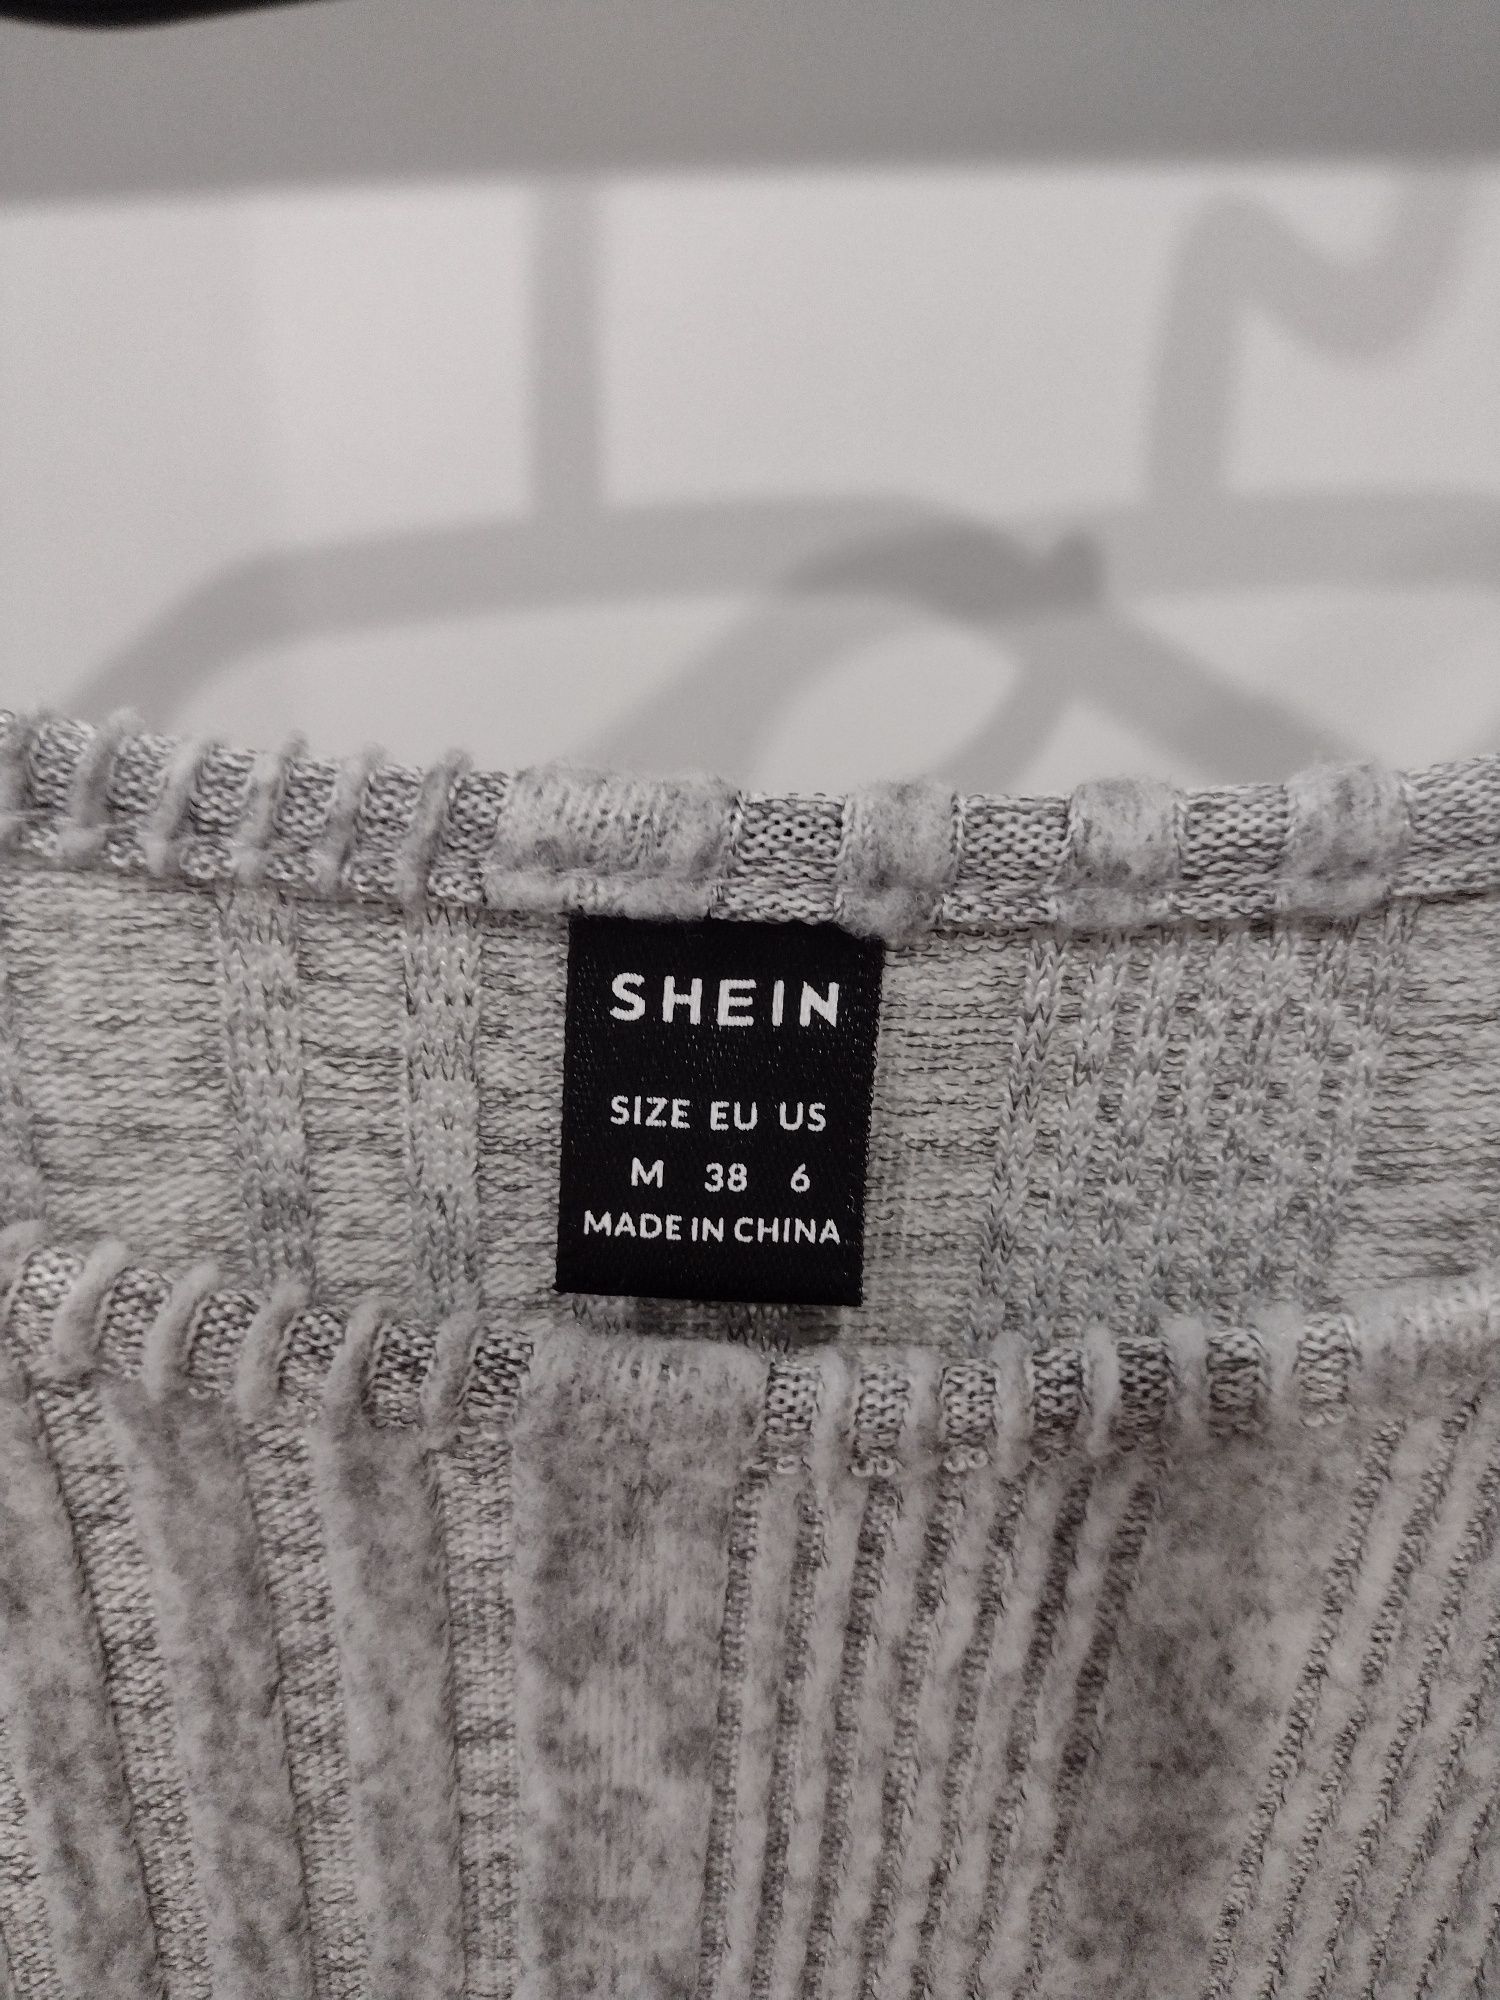 SHEIN
SIZE EU US
M 38 6
MADE IN CHINA